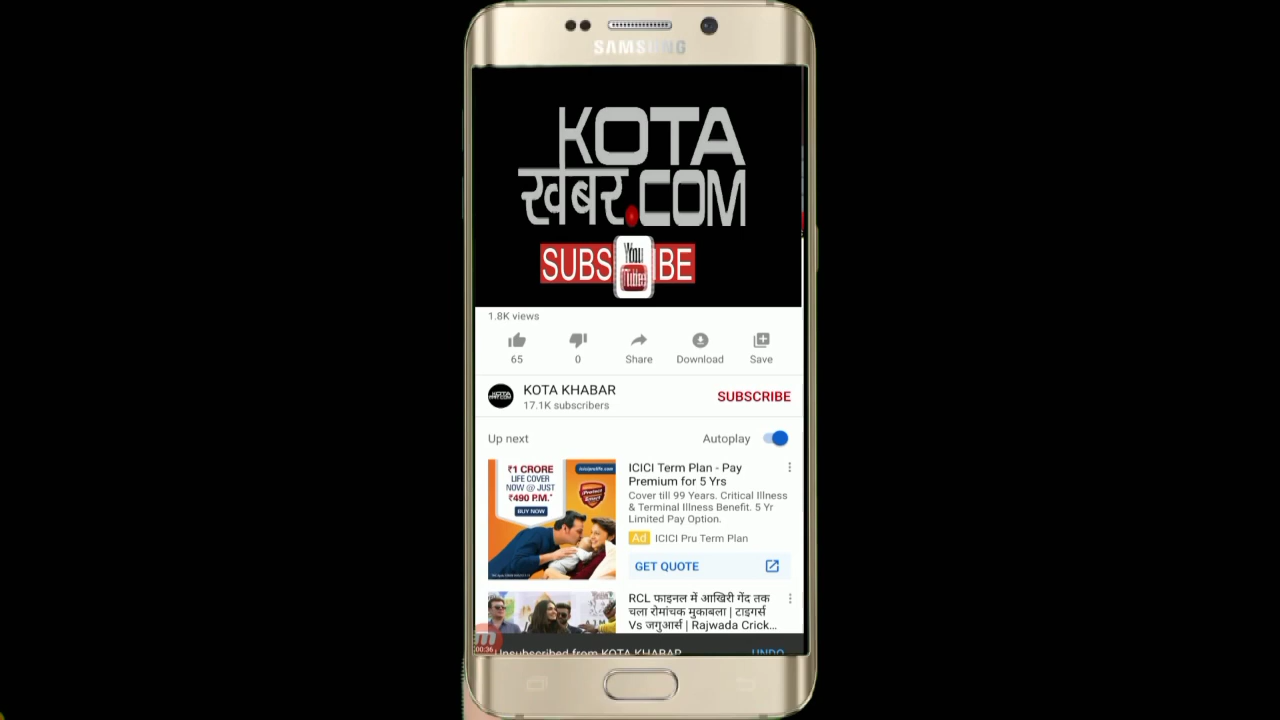 SAMSUNG
KOTA
खबर.COM
SUBS
You
Tube
BE
1.8K views
65
0
Share
Download
Save
KOTA KHABAR
17.1K subscribers
SUBSCRIBE
Up next
Autoplay
₹1 CRORE
LIFE COVER
NOW @ JUST
₹490 P.M.*
BUY NOW
ICICI Term Plan - Pay
Premium for 5 Yrs
Cover till 99 Years. Critical Illness
& Terminal Illness Benefit. 5 Yr
Limited Pay Option.
Ad ICICI Pru Term Plan
GET QUOTE
RCL फाइनल में आखिरी गेंद तक
चला रोमांचक मुकाबला | टाइगर्स
Vs जगुआर्स | Rajwada Crick...
00:36
Unsubscribed from KOTA KHABAR
UNDO